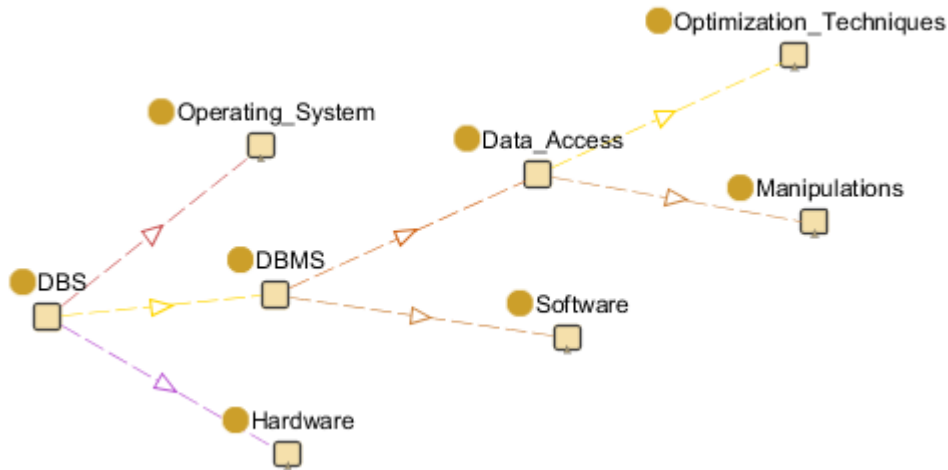 Optimization_Techniques
Operating_System
Data_Access
Manipulations
DBMS
DBS
Software
Hardware